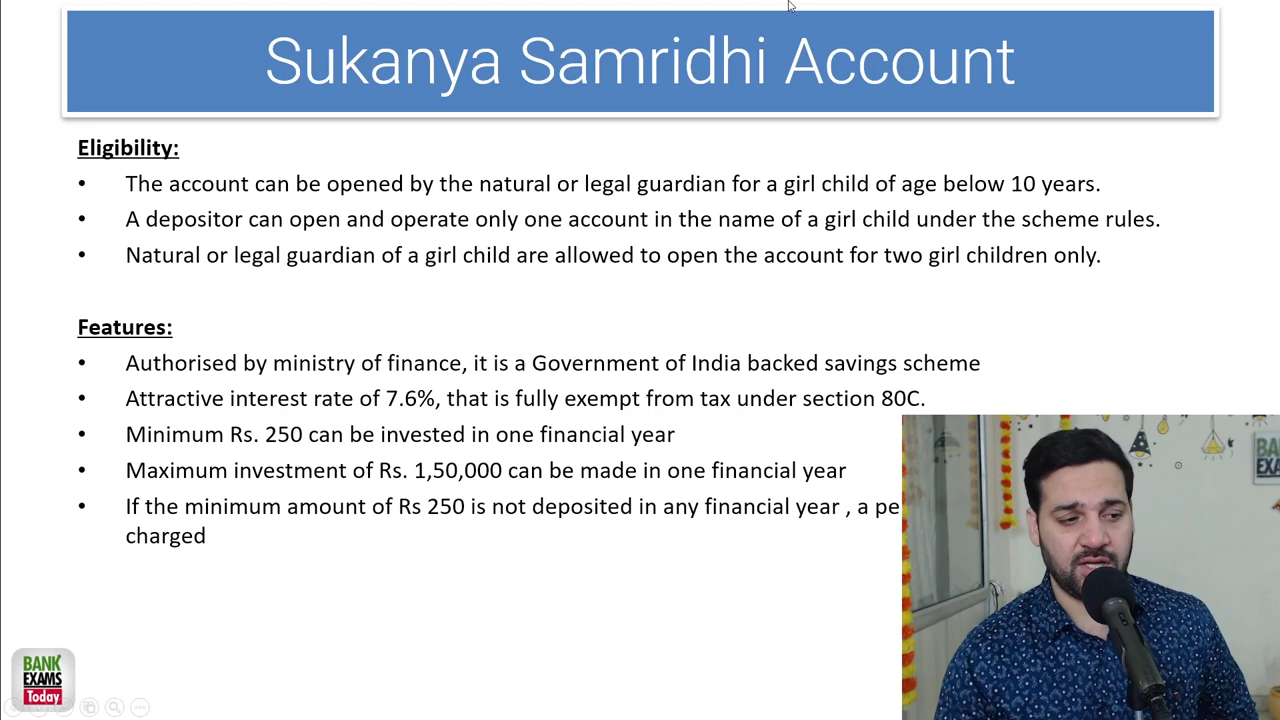 Sukanya Samridhi Account
Eligibility:
• The account can be opened by the natural or legal guardian for a girl child of age below 10 years.
• A depositor can open and operate only one account in the name of a girl child under the scheme rules.
• Natural or legal guardian of a girl child are allowed to open the account for two girl children only.
Features:
• Authorised by ministry of finance, it is a Government of India backed savings scheme
• Attractive interest rate of 7.6%, that is fully exempt from tax under section 80C.
• Minimum Rs. 250 can be invested in one financial year
• Maximum investment of Rs. 1,50,000 can be made in one financial year
• If the minimum amount of Rs 250 is not deposited in any financial year , a
charged
BANK
EXAMS
Today